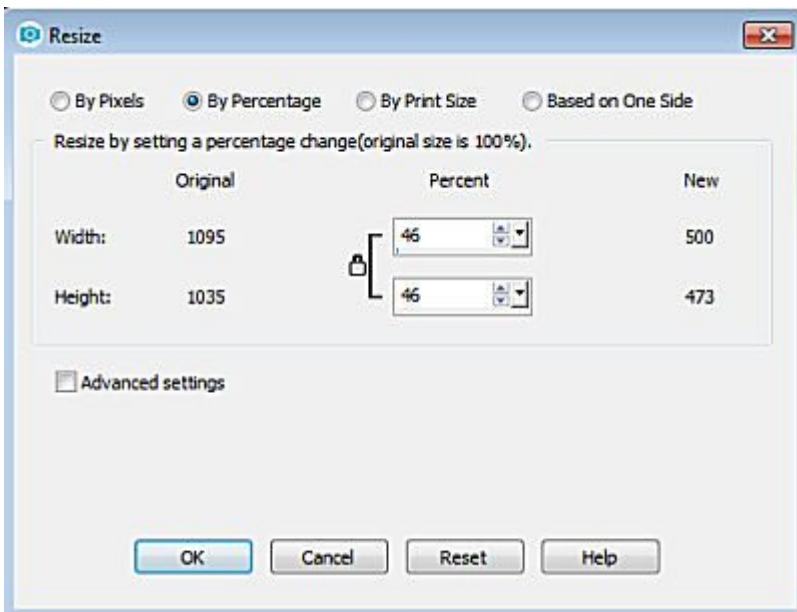 Resize
By Pixels By Percentage By Print Size Based on One Side
Resize by setting a percentage change(original size is 100%).
Original Percent New
Width: 1095 46 500
Height: 1035 46 473
Advanced settings
OK Cancel Reset Help